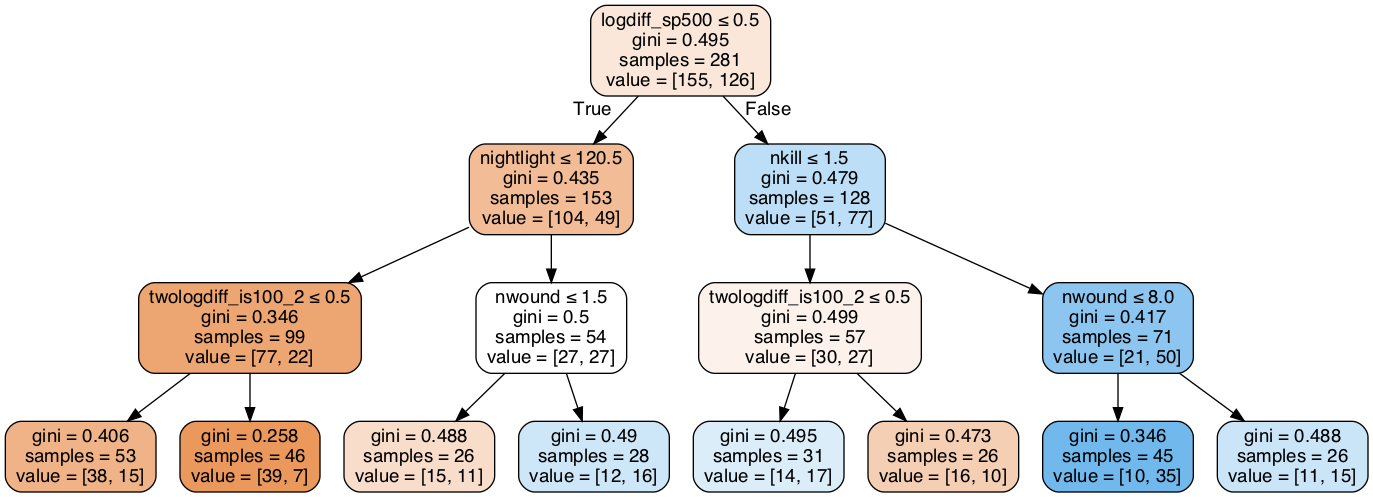 logdiff_sp500 ≤ 0.5
gini = 0.495
samples = 281
value = [155, 126]
True
False
nightlight ≤ 120.5
gini = 0.435
samples = 153
value = [104, 49]
nkill ≤ 1.5
gini = 0.479
samples = 128
value = [51, 77]
twologdiff_is100_2 ≤ 0.5
gini = 0.346
samples = 99
value = [77, 22]
nwound ≤ 1.5
gini = 0.5
samples = 54
value = [27, 27]
twologdiff_is100_2 ≤ 0.5
gini = 0.499
samples = 57
value = [30, 27]
nwound ≤ 8.0
gini = 0.417
samples = 71
value = [21, 50]
gini = 0.406
samples = 53
value = [38, 15]
gini = 0.258
samples = 46
value = [39, 7]
gini = 0.488
samples = 26
value = [15, 11]
gini = 0.49
samples = 28
value = [12, 16]
gini = 0.495
samples = 31
value = [14, 17]
gini = 0.473
samples = 26
value = [16, 10]
gini = 0.346
samples = 45
value = [10, 35]
gini = 0.488
samples = 26
value = [11, 15]